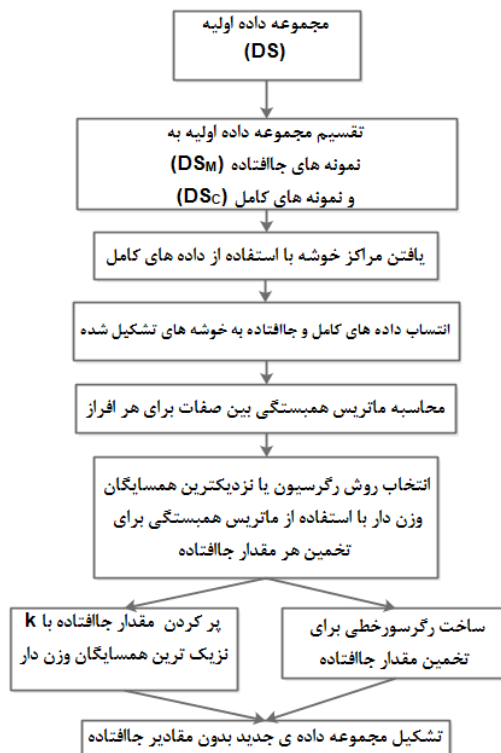 مجموعه داده اولیه
(DS)
تقسیم مجموعه داده اولیه به
نمونه های جاافتاده (DSM)
و نمونه های کامل (DSC)
یافتن مراکز خوشه با استفاده از داده های کامل
انتساب داده های کامل و جاافتاده به خوشه های تشکیل شده
محاسبه ماتریس همبستگی بین صفات برای هر افراز
انتخاب روش رگرسیون یا نزدیکترین همسایگان
وزن دار با استفاده از ماتریس همبستگی برای
تخمین هر مقدار جاافتاده
ساخت رگرسورخطی برای
تخمین مقدار جاافتاده
پر کردن مقدار جاافتاده با k
نزیک ترین همسایگان وزن دار
تشکیل مجموعه داده ی جدید بدون مقادیر جاافتاده